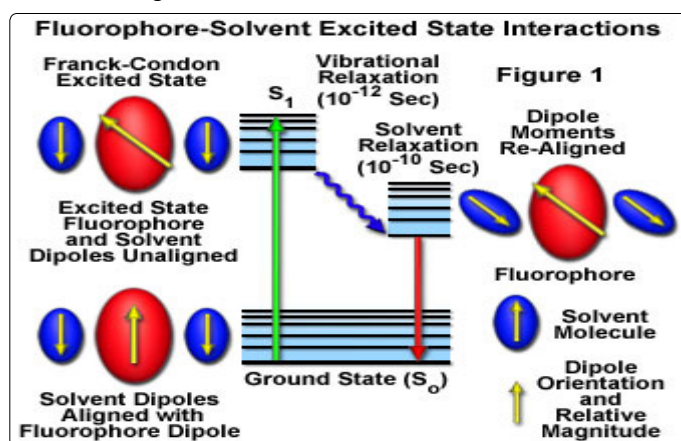 Fluorophore-Solvent Excited State Interactions
Franck-Condon
Excited State
S1
Vibrational
Relaxation
(10-12 Sec)
Figure 1
Solvent
Relaxation
(10-10 Sec)
Dipole
Moments
Re-Aligned
Excited State
Fluorophore
and Solvent
Dipoles Unaligned
Fluorophore
Solvent
Molecule
Ground State (So)
Solvent Dipoles
Aligned with
Fluorophore Dipole
Dipole
Orientation
and
Relative
Magnitude